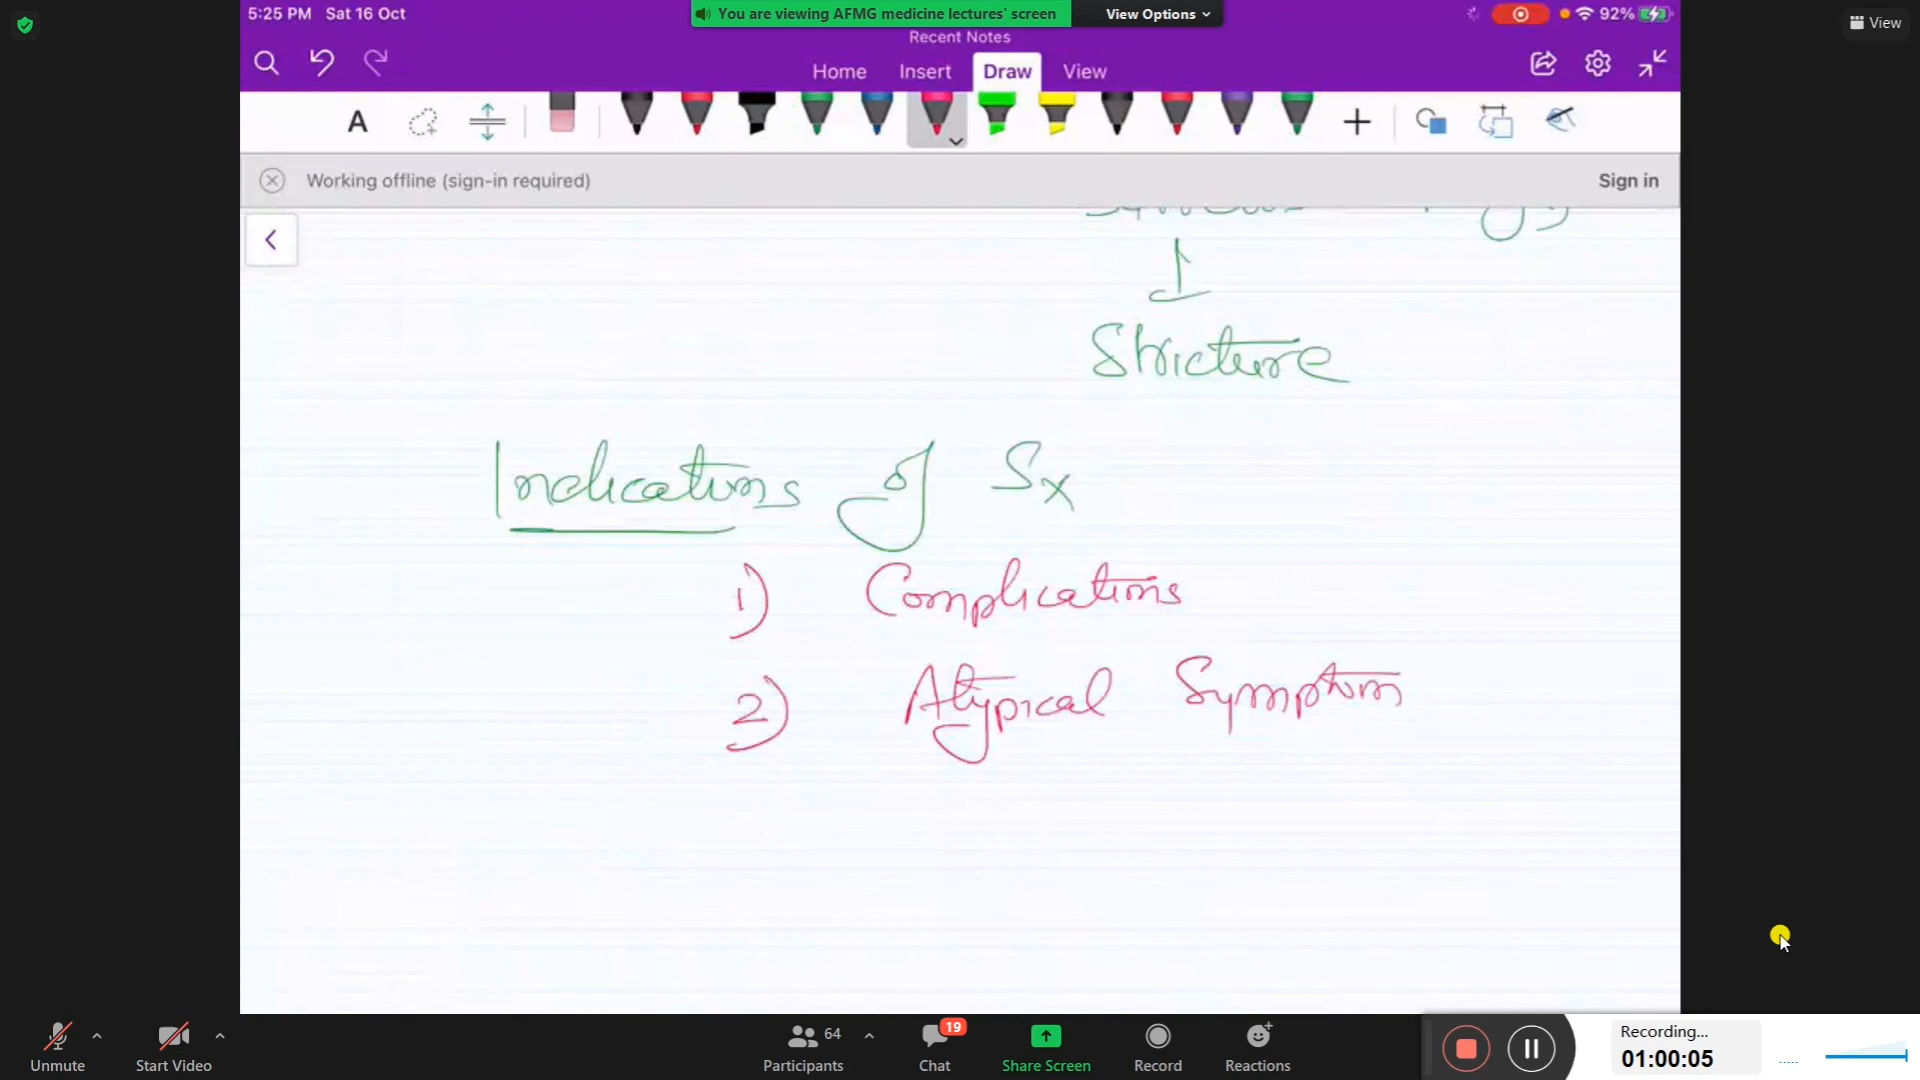 5:25 PM Sat 16 Oct
You are viewing AFMG medicine lectures' screen
View Options
92%
View
Recent Notes
Home Insert Draw View
A
Working offline (sign-in required)
Sign in
Stricture
Indications of Sx
1) Complications
2) Atypical Symptom
Unmute
Start Video
64
Participants
19
Chat
Share Screen
Record
Reactions
Recording...
01:00:05